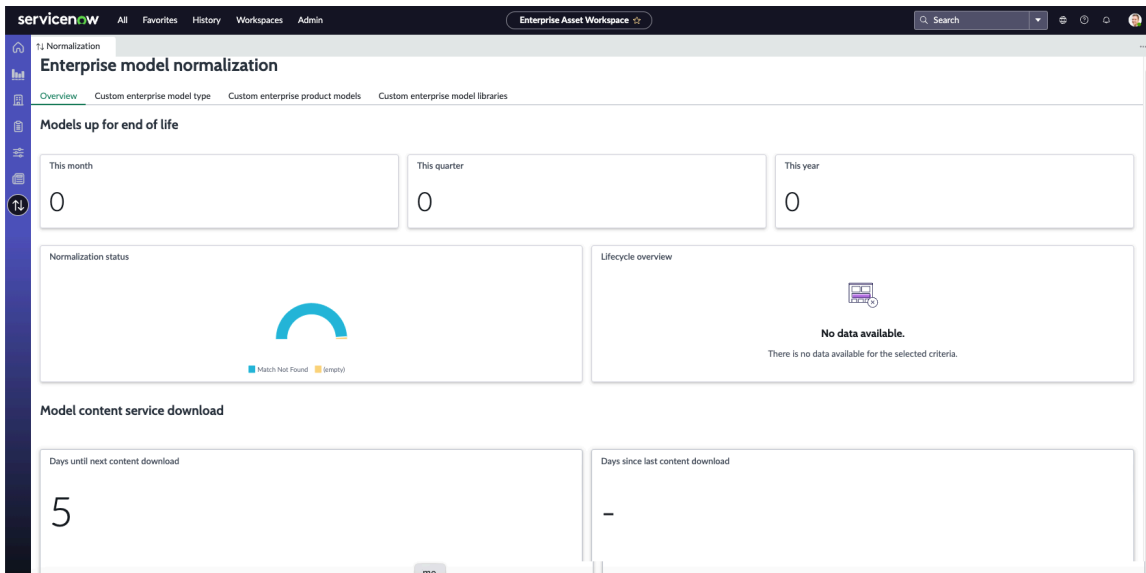 servicenow All Favorites History Workspaces Admin Enterprise Asset Workspace Search
Normalization
Enterprise model normalization
Overview Custom enterprise model type Custom enterprise product models Custom enterprise model libraries
Models up for end of life
This month This quarter This year
0 0 0
Normalization status Lifecycle overview
No data available.
There is no data available for the selected criteria.
Match Not Found (empty)
Model content service download
Days until next content download Days since last content download
5 -